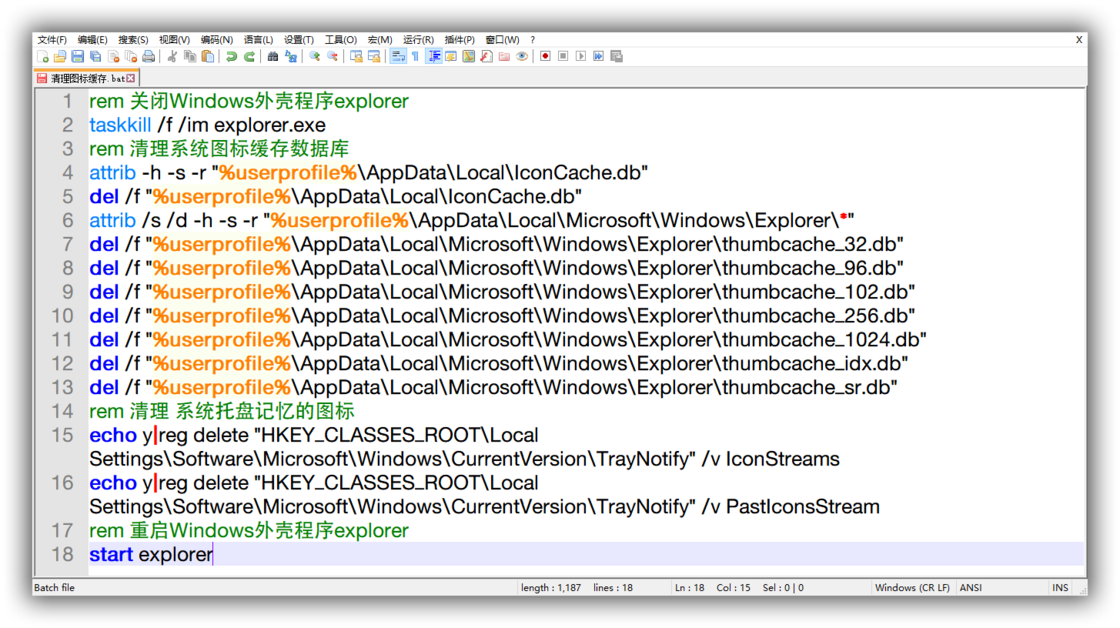 文件(F) 编辑(E) 搜索(S) 视图(V) 编码(N) 语言(L) 设置(T) 工具(O) 宏(M) 运行(R) 插件(P) 窗口(W) ? X
清理图标缓存.bat
1 rem 关闭Windows外壳程序explorer
2 taskkill /f /im explorer.exe
3 rem 清理系统图标缓存数据库
4 attrib -h -s -r "%userprofile%\AppData\Local\IconCache.db"
5 del /f "%userprofile%\AppData\Local\IconCache.db"
6 attrib /s /d -h -s -r "%userprofile%\AppData\Local\Microsoft\Windows\Explorer\*"
7 del /f "%userprofile%\AppData\Local\Microsoft\Windows\Explorer\thumbcache_32.db"
8 del /f "%userprofile%\AppData\Local\Microsoft\Windows\Explorer\thumbcache_96.db"
9 del /f "%userprofile%\AppData\Local\Microsoft\Windows\Explorer\thumbcache_102.db"
10 del /f "%userprofile%\AppData\Local\Microsoft\Windows\Explorer\thumbcache_256.db"
11 del /f "%userprofile%\AppData\Local\Microsoft\Windows\Explorer\thumbcache_1024.db"
12 del /f "%userprofile%\AppData\Local\Microsoft\Windows\Explorer\thumbcache_idx.db"
13 del /f "%userprofile%\AppData\Local\Microsoft\Windows\Explorer\thumbcache_sr.db"
14 rem 清理 系统托盘记忆的图标
15 echo y|reg delete "HKEY_CLASSES_ROOT\Local
Settings\Software\Microsoft\Windows\CurrentVersion\TrayNotify" /v IconStreams
16 echo y|reg delete "HKEY_CLASSES_ROOT\Local
Settings\Software\Microsoft\Windows\CurrentVersion\TrayNotify" /v PastIconsStream
17 rem 重启Windows外壳程序explorer
18 start explorer
Batch file length : 1,187 lines : 18 Ln : 18 Col : 15 Sel : 0 | 0 Windows (CR LF) ANSI INS